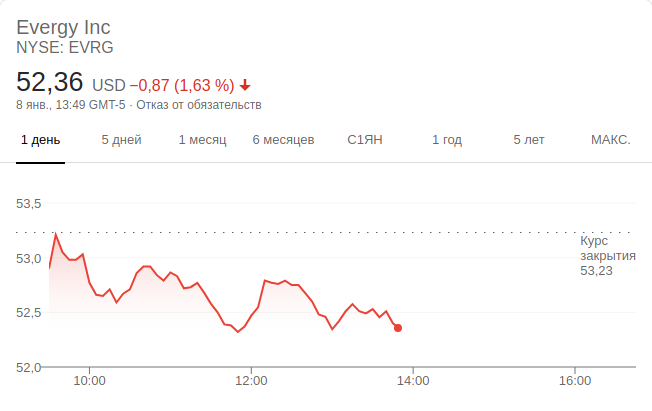 Evergy Inc
NYSE: EVRG
52,36 USD −0,87 (1,63 %)
8 янв., 13:49 GMT-5 · Отказ от обязательств
1 день 5 дней 1 месяц 6 месяцев С1ЯН 1 год 5 лет МАКС.
53,5
Курс
закрытия
53,23
53,0
52,5
52,0
10:00 12:00 14:00 16:00